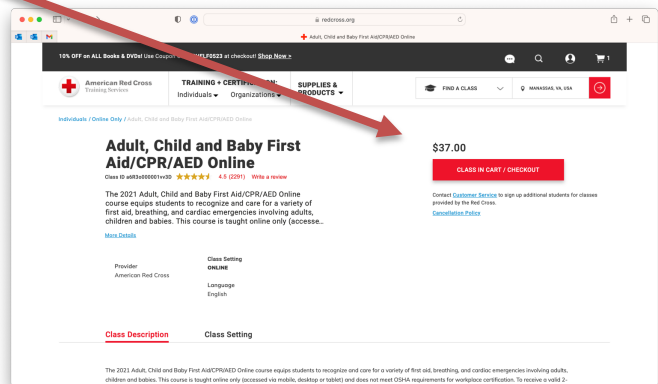 redcross.org
Adult, Child and Baby First Aid/CPR/AED Online
10% OFF on ALL Books & DVDs! Use Coupon LF0523 at checkout! Shop Now >
1
American Red Cross
Training Services
TRAINING + CERTIFICATION:
Individuals Organizations
SUPPLIES &
PRODUCTS
FIND A CLASS
MANASSAS, VA, USA
Individuals / Online Only / Adult, Child and Baby First Aid/CPR/AED Online
Adult, Child and Baby First
Aid/CPR/AED Online
4.5 (2291) Write a review
The 2021 Adult, Child and Baby First Aid/CPR/AED Online
course equips students to recognize and care for a variety of
first aid, breathing, and cardiac emergencies involving adults,
children and babies. This course is taught online only (accesse...
More Details
$37.00
CLASS IN CART / CHECKOUT
Contact Customer Service to sign up additional students for classes
provided by the Red Cross.
Cancellation Policy
Provider
American Red Cross
Class Setting
ONLINE
Language
English
Class Description Class Setting
The 2021 Adult, Child and Baby First Aid/CPR/AED Online course equips students to recognize and care for a variety of first aid, breathing, and cardiac emergencies involving adults,
children and babies. This course is taught online only (accessed via mobile, desktop or tablet) and does not meet OSHA requirements for workplace certification. To receive a valid 2-